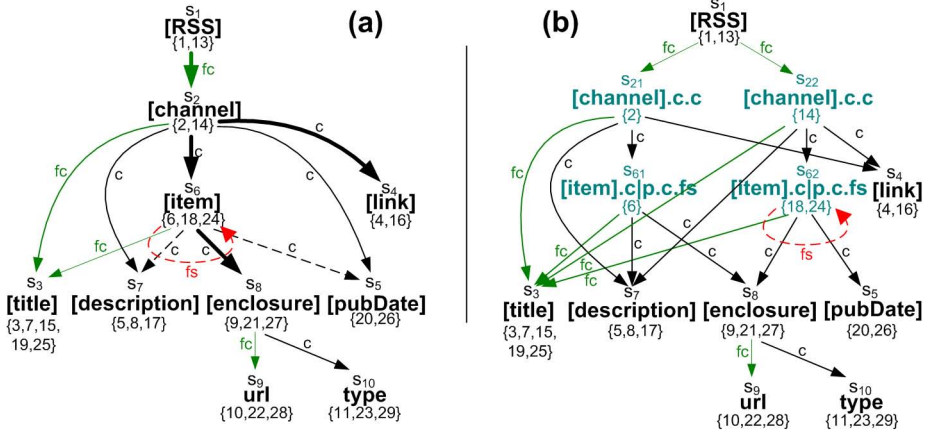 (a)
s1
[RSS]
{1,13}
fc
s2
[channel]
{2,14}
fc
c
c
c
c
s6
[item]
{6,18,24}
s4
[link]
{4,16}
fc
c
c
c
fs
s3
[title]
{3,7,15,
19,25}
s7
[description]
{5,8,17}
s8
[enclosure]
{9,21,27}
s5
[pubDate]
{20,26}
fc
c
s9
url
{10,22,28}
s10
type
{11,23,29}
(b)
s1
[RSS]
{1,13}
fc
fc
s21
[channel].c.c
{2}
s22
[channel].c.c
{14}
fc
c
c
c
c
s61
[item].c|p.c.fs
{6}
s62
[item].c|p.c.fs
{18,24}
s4
[link]
{4,16}
fc
fc
fc
c
c
c
c
fs
s3
[title]
{3,7,15,
19,25}
s7
[description]
{5,8,17}
s8
[enclosure]
{9,21,27}
s5
[pubDate]
{20,26}
fc
c
s9
url
{10,22,28}
s10
type
{11,23,29}